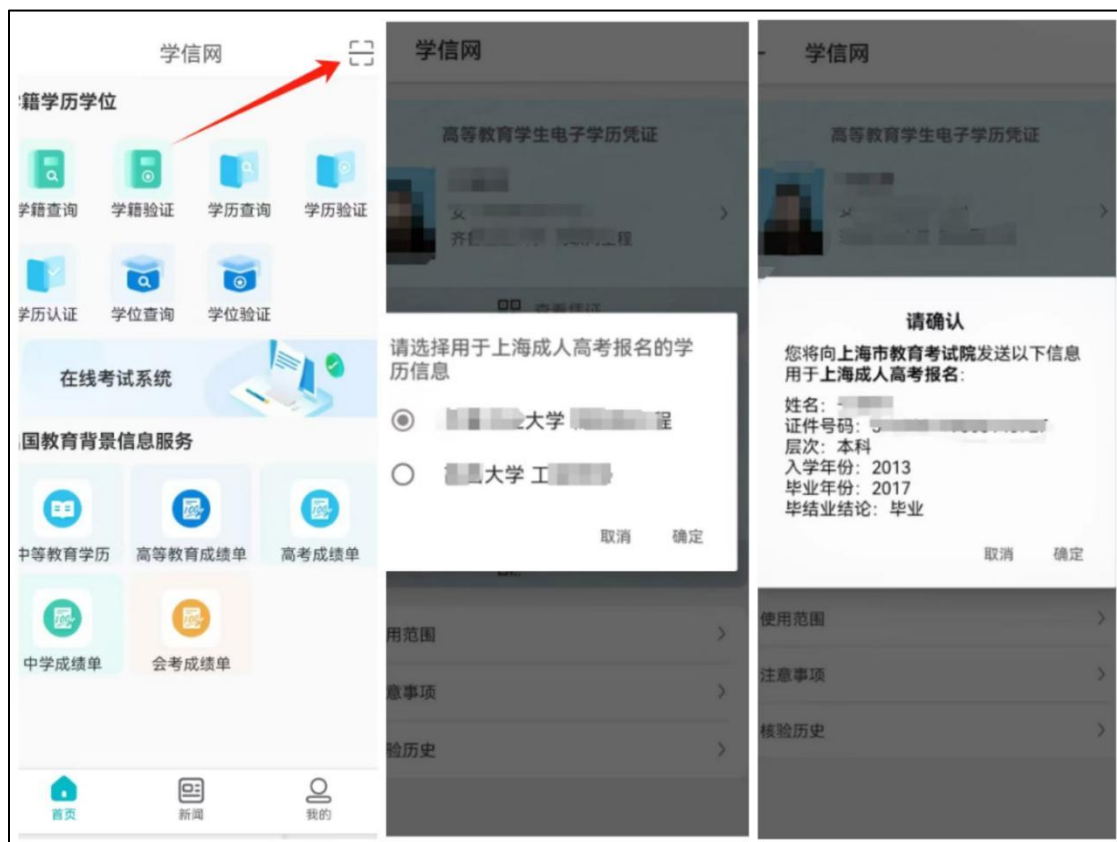 学信网
籍学历学位
学籍查询 学籍验证 学历查询 学历验证
学历认证 学位查询 学位验证
在线考试系统
国教育背景信息服务
中等教育学历 高等教育成绩单 高考成绩单
中学成绩单 会考成绩单
首页 新闻 我的
学信网
高等教育学生电子学历凭证
女
齐 程
查看凭证
请选择用于上海成人高考报名的学
历信息
大学 程
大学 工
取消 确定
用范围
意事项
验历史
学信网
高等教育学生电子学历凭证
请确认
您将向上海市教育考试院发送以下信息
用于上海成人高考报名:
姓名:
证件号码:
层次: 本科
入学年份: 2013
毕业年份: 2017
毕结业结论: 毕业
取消 确定
使用范围
注意事项
核验历史